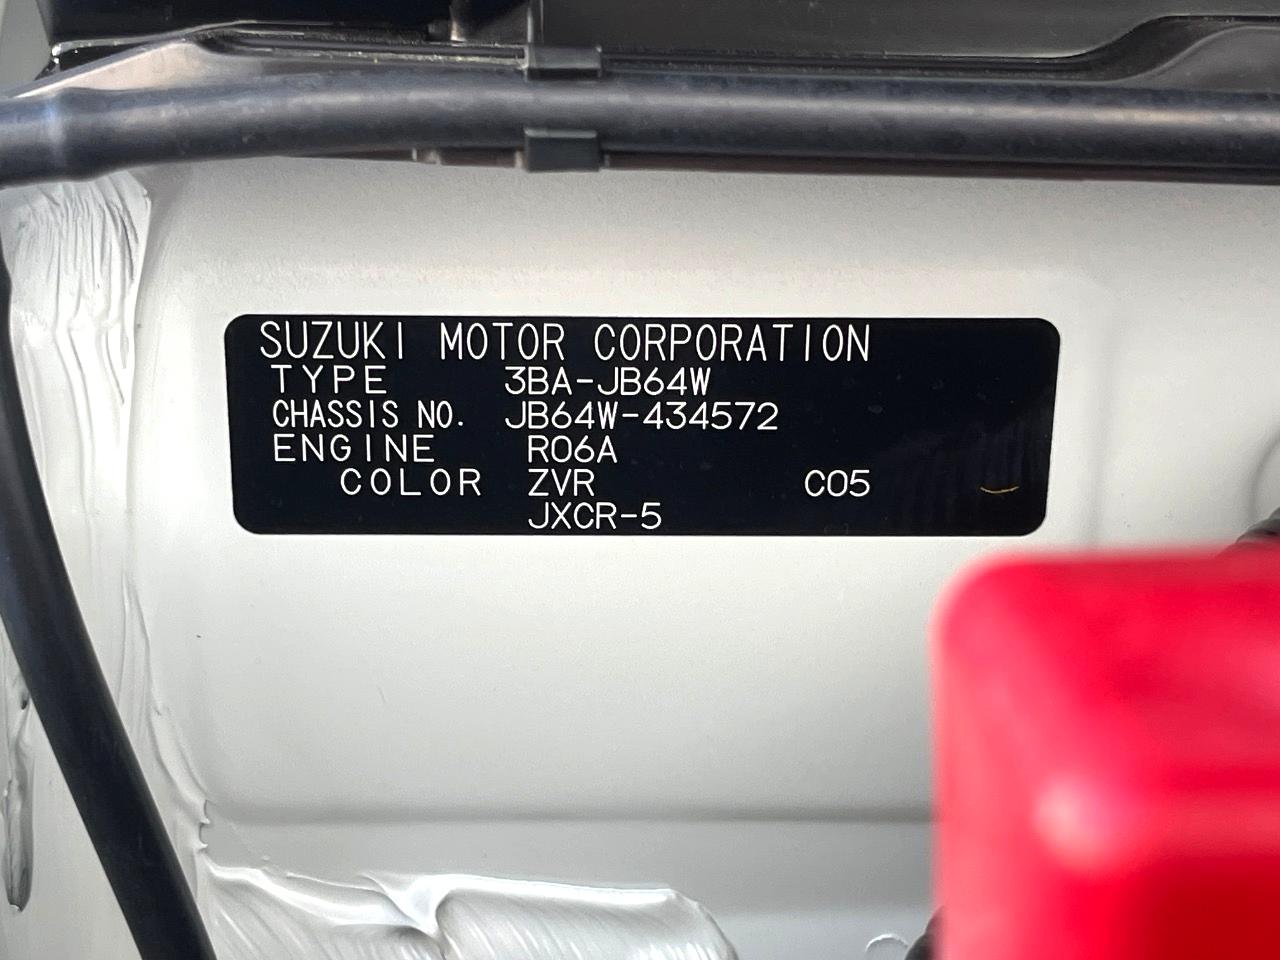 SUZUKI MOTOR CORPORATION
TYPE 3BA-JB64W
CHASSIS NO. JB64W-434572
ENGINE R06A
COLOR ZVR C05
JXCR-5